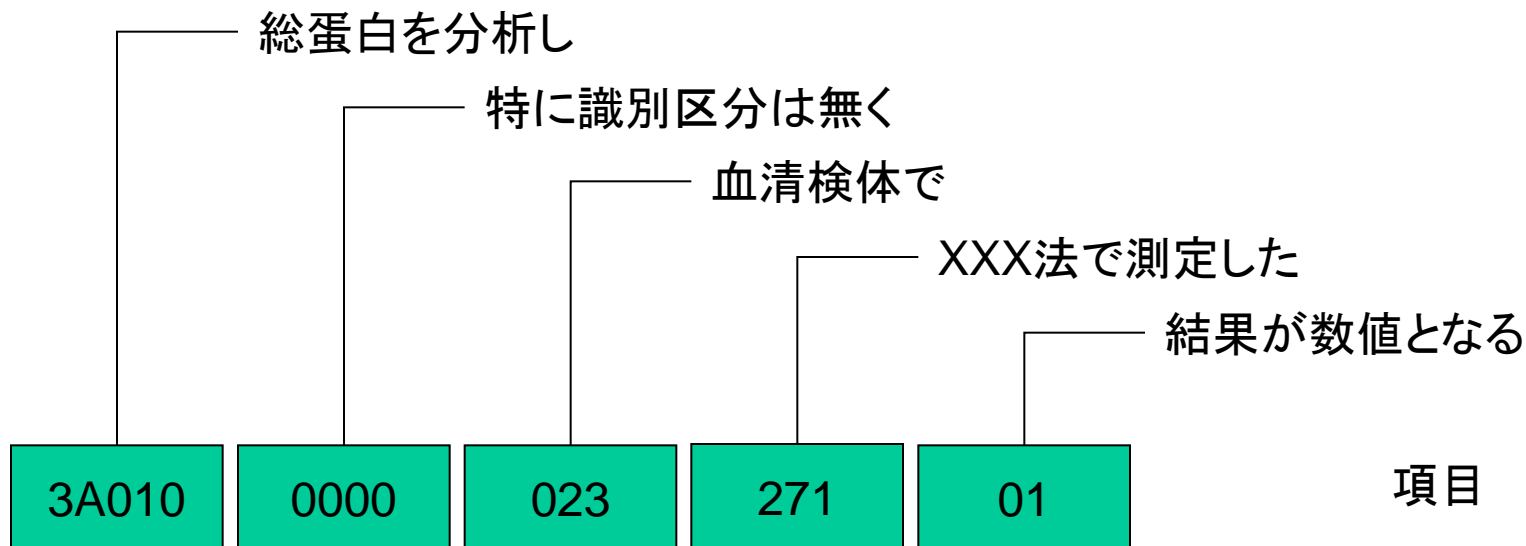 総蛋白を分析し
特に識別区分は無く
血清検体で
XXX法で測定した
結果が数値となる
3A010 0000 023 271 01 項目